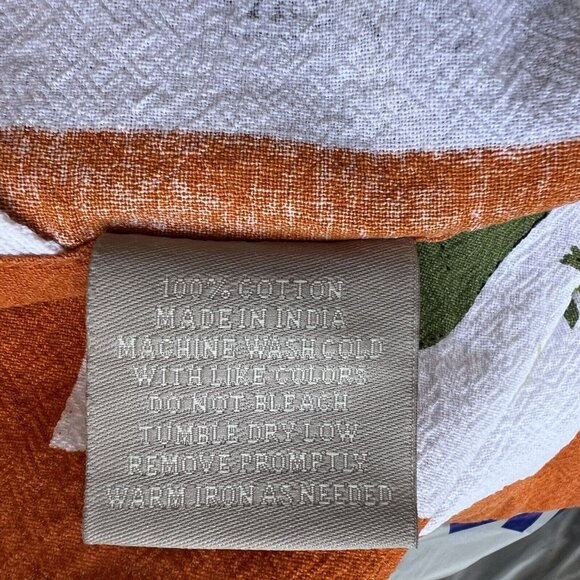 100% COTTON
MADE IN INDIA
MACHINE WASH COLD
WITH LIKE COLORS
DO NOT BLEACH
TUMBLE DRY LOW
REMOVE PROMPTLY
WARM IRON AS NEEDED